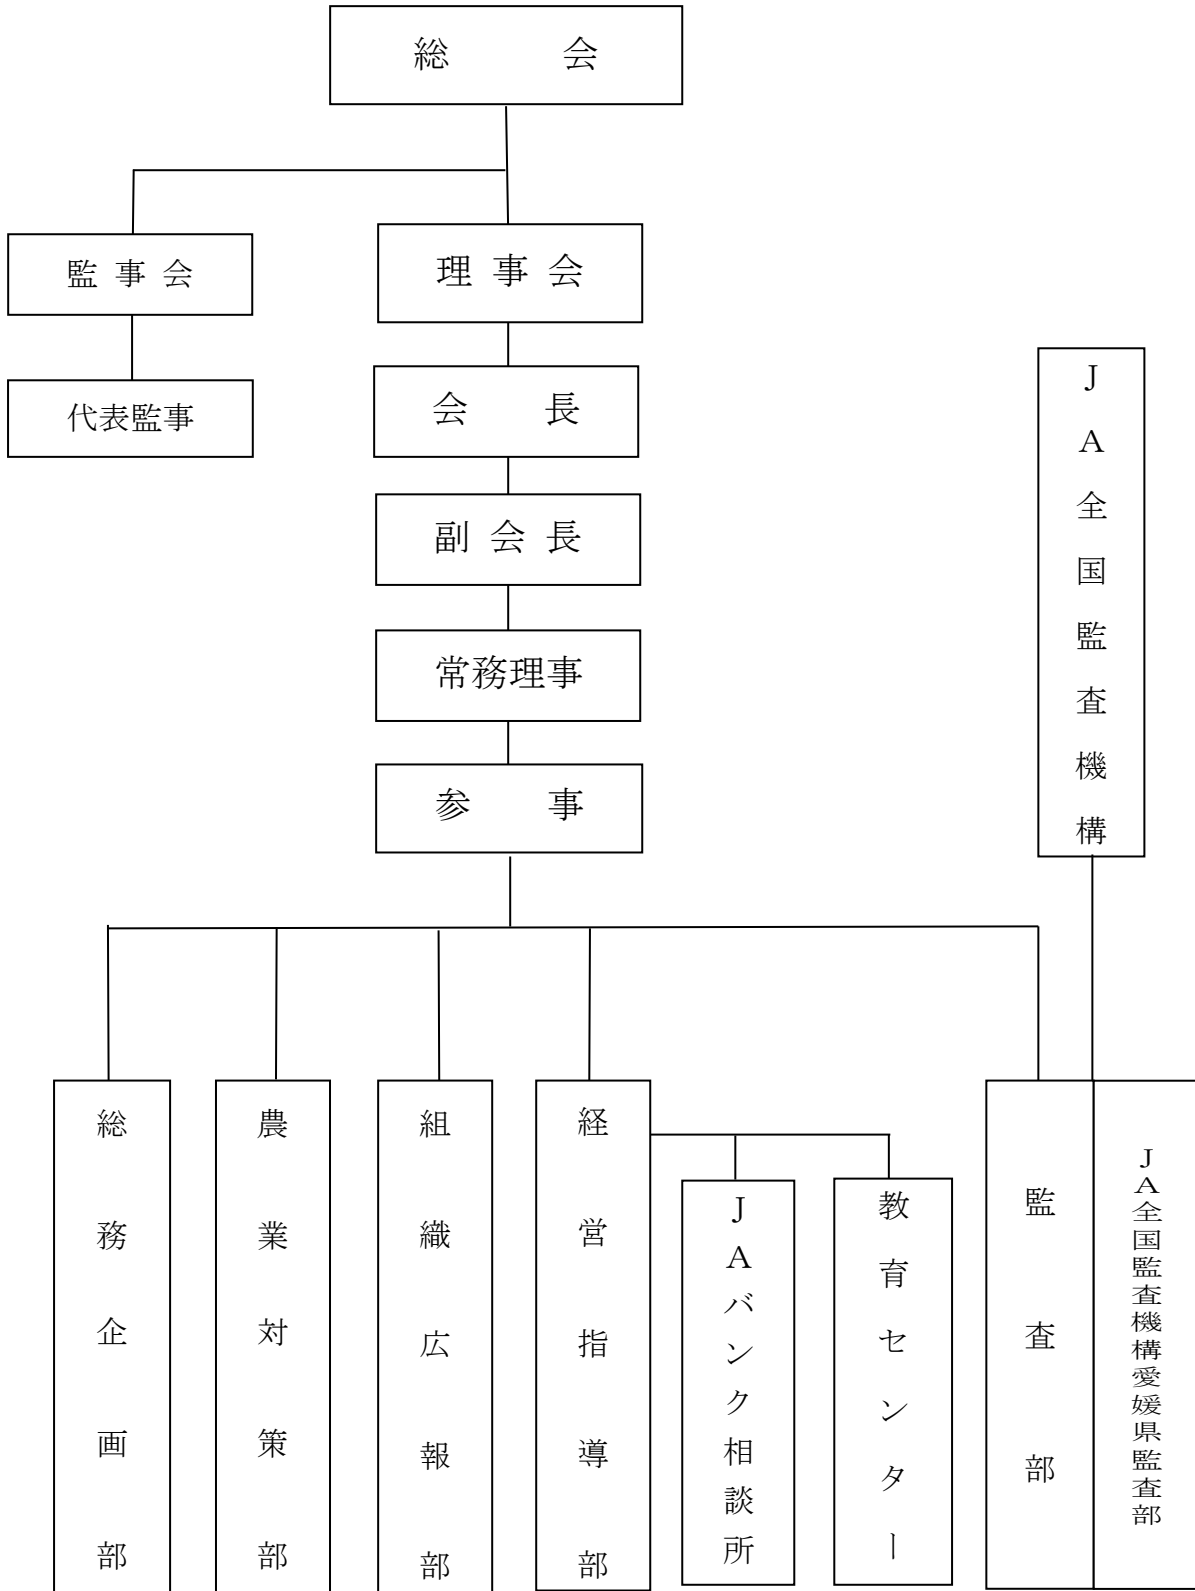 総　会
監事会
理事会
代表監事
会　長
副会長
常務理事
参　事
JA全国監査機構
総務企画部
農業対策部
組織広報部
経営指導部
JAバンク相談所
教育センター
監査部
JA全国監査機構愛媛県監査部